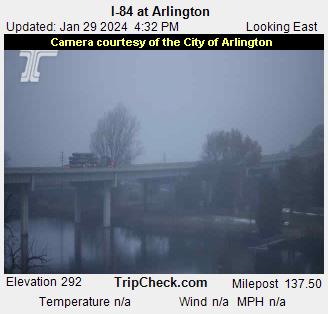 I-84 at Arlington
Updated: Jan 29 2024 4:32 PM Looking East
Camera courtesy of the City of Arlington
Elevation 292 TripCheck.com Milepost 137.50
Temperature n/a Wind n/a MPH n/a